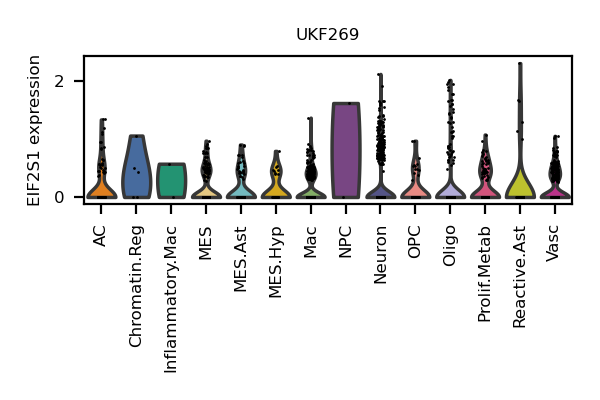 UKF269
EIF2S1 expression
2
0
AC
Chromatin.Reg
Inflammatory.Mac
MES
MES.Ast
MES.Hyp
Mac
NPC
Neuron
OPC
Oligo
Prolif.Metab
Reactive.Ast
Vasc